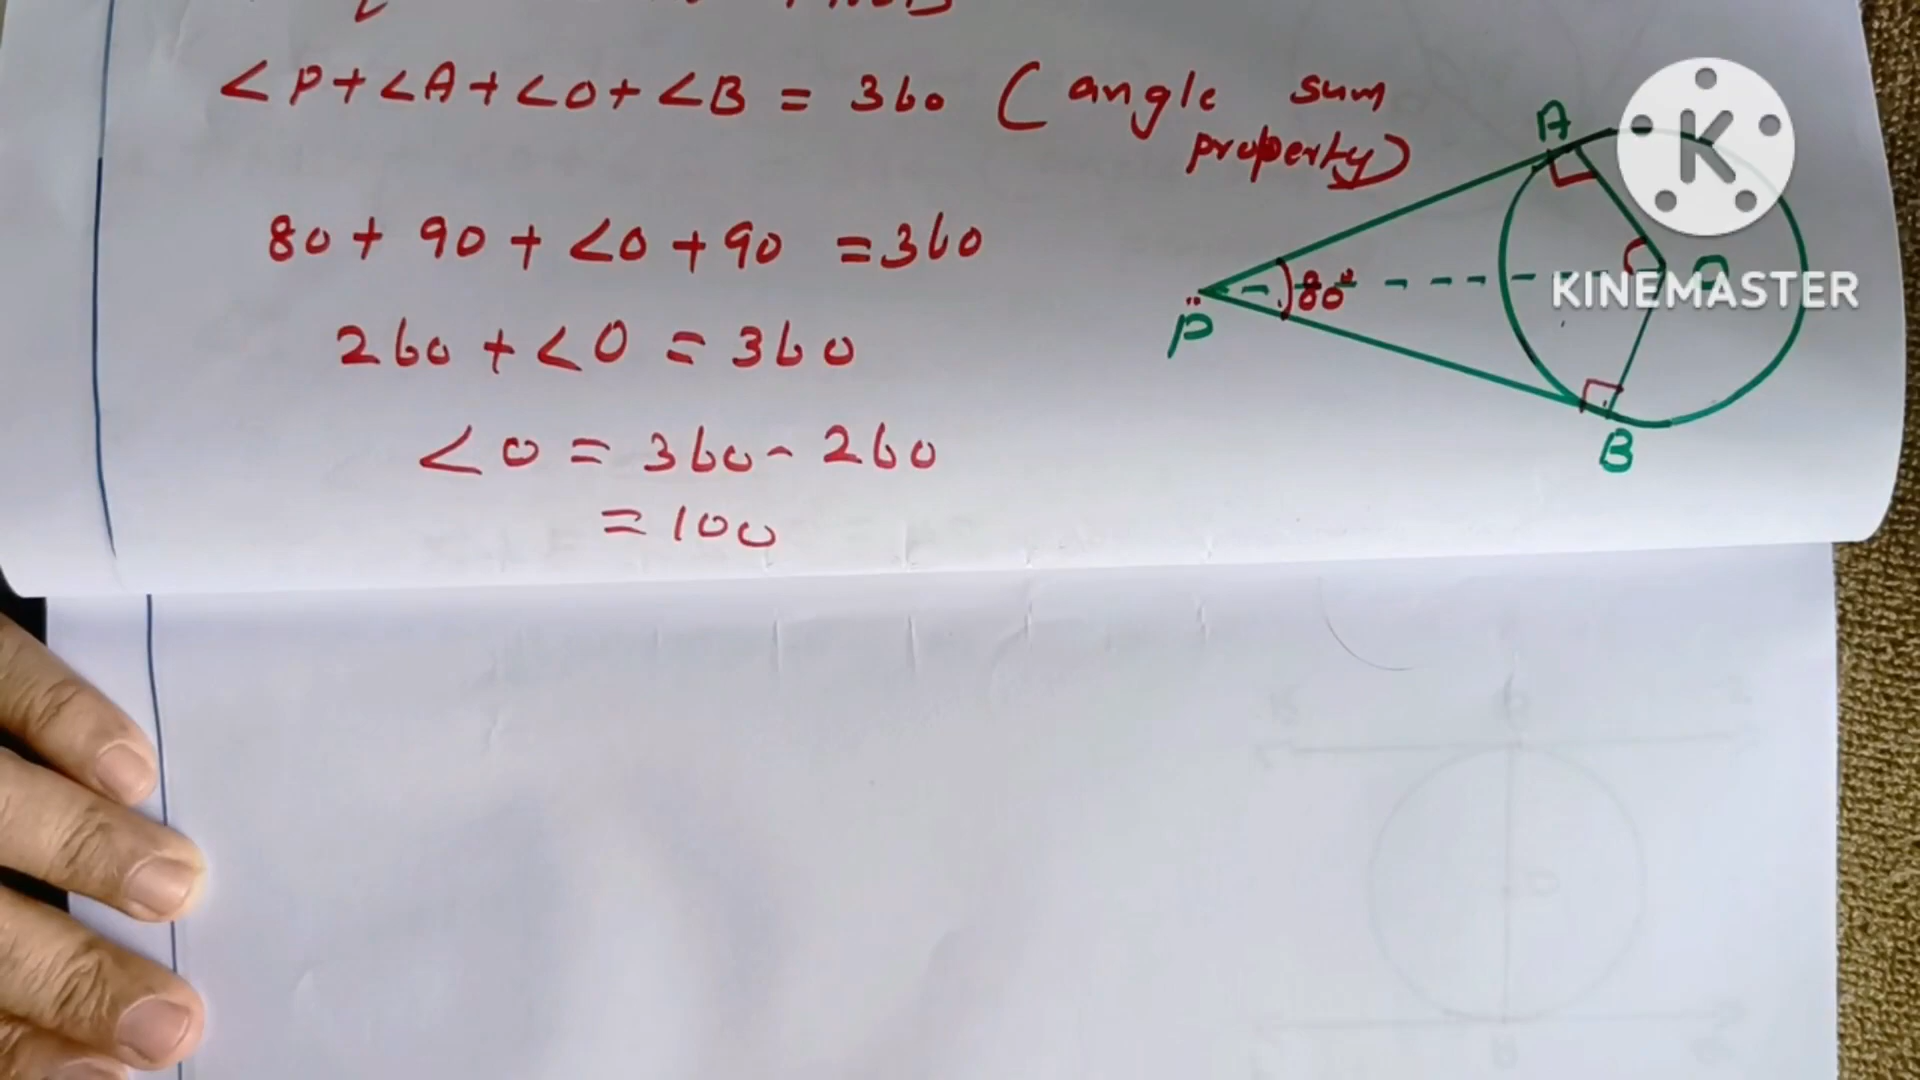 ∠P+∠A+∠O+∠B = 360 (angle sum
property)
80 + 90 + ∠O + 90 = 360
260 + ∠O = 360
∠O = 360 - 260
= 100
A
K
80°
O
KINEMASTER
P
B